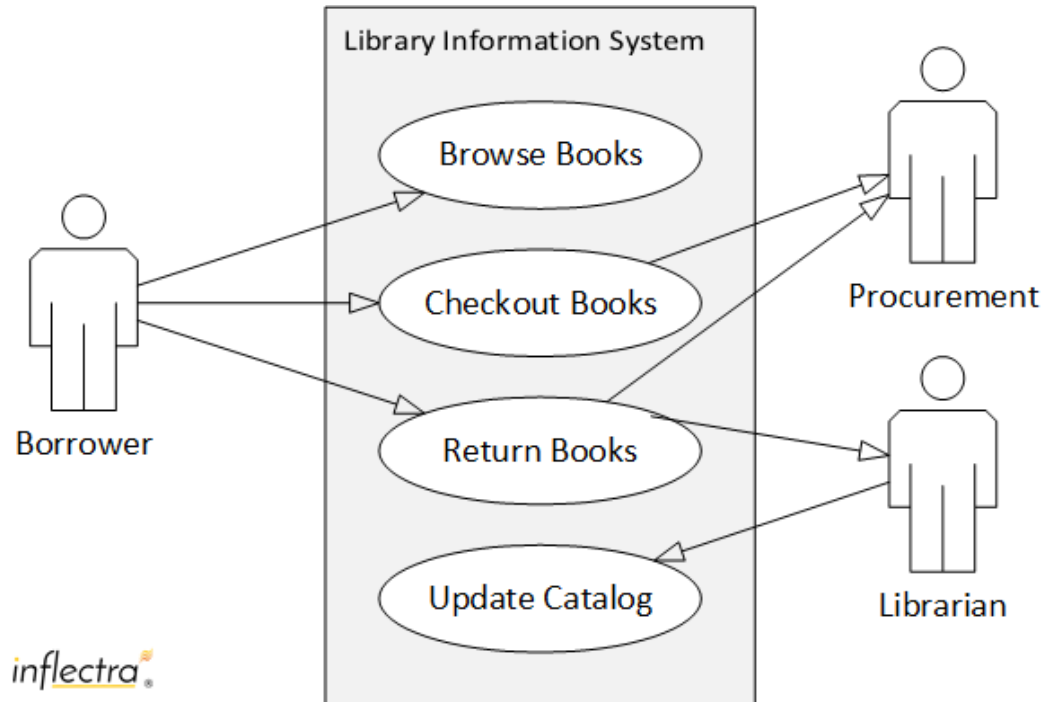 Library Information System
Browse Books
Checkout Books
Procurement
Borrower
Return Books
Update Catalog
Librarian
inflectra®